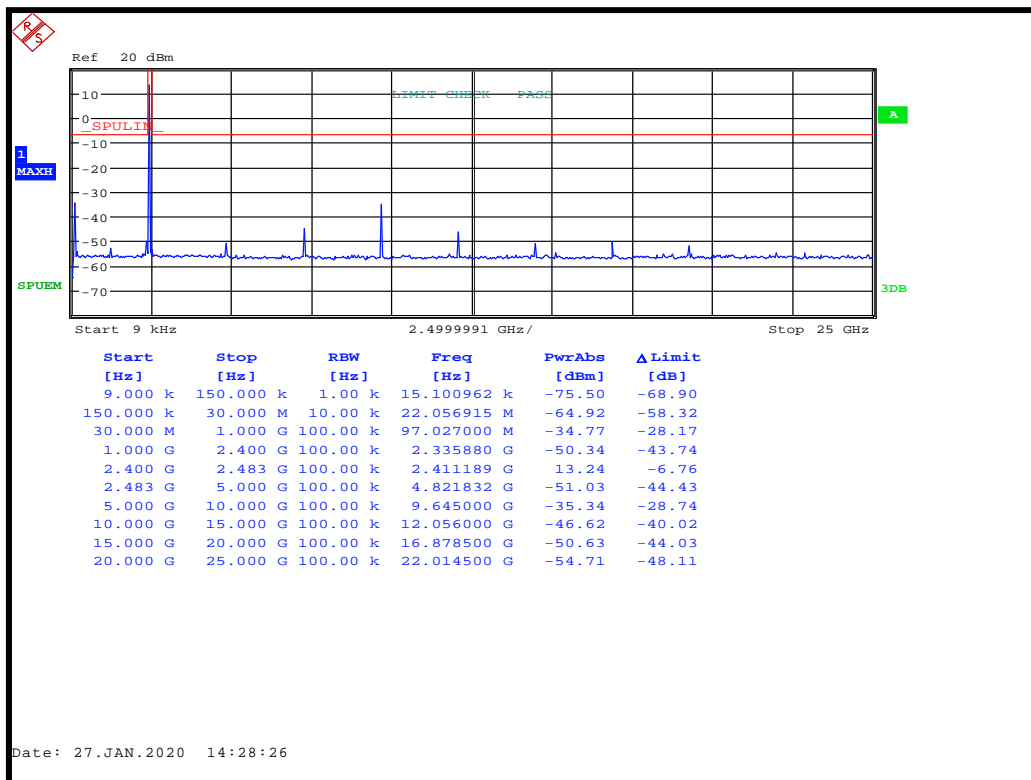 R
S
Ref 20 dBm
10
LIMIT CHECK PASS
A
0
_SPULIN_
-10
1
MAXH
-20
-30
-40
-50
-60
SPUEM
-70
3DB
Start 9 kHz 2.4999991 GHz/ Stop 25 GHz
Start Stop RBW Freq PwrAbs ΔLimit
[Hz] [Hz] [Hz] [Hz] [dBm] [dB]
9.000 k 150.000 k 1.00 k 15.100962 k -75.50 -68.90
150.000 k 30.000 M 10.00 k 22.056915 M -64.92 -58.32
30.000 M 1.000 G 100.00 k 97.027000 M -34.77 -28.17
1.000 G 2.400 G 100.00 k 2.335880 G -50.34 -43.74
2.400 G 2.483 G 100.00 k 2.411189 G 13.24 -6.76
2.483 G 5.000 G 100.00 k 4.821832 G -51.03 -44.43
5.000 G 10.000 G 100.00 k 9.645000 G -35.34 -28.74
10.000 G 15.000 G 100.00 k 12.056000 G -46.62 -40.02
15.000 G 20.000 G 100.00 k 16.878500 G -50.63 -44.03
20.000 G 25.000 G 100.00 k 22.014500 G -54.71 -48.11
Date: 27.JAN.2020 14:28:26